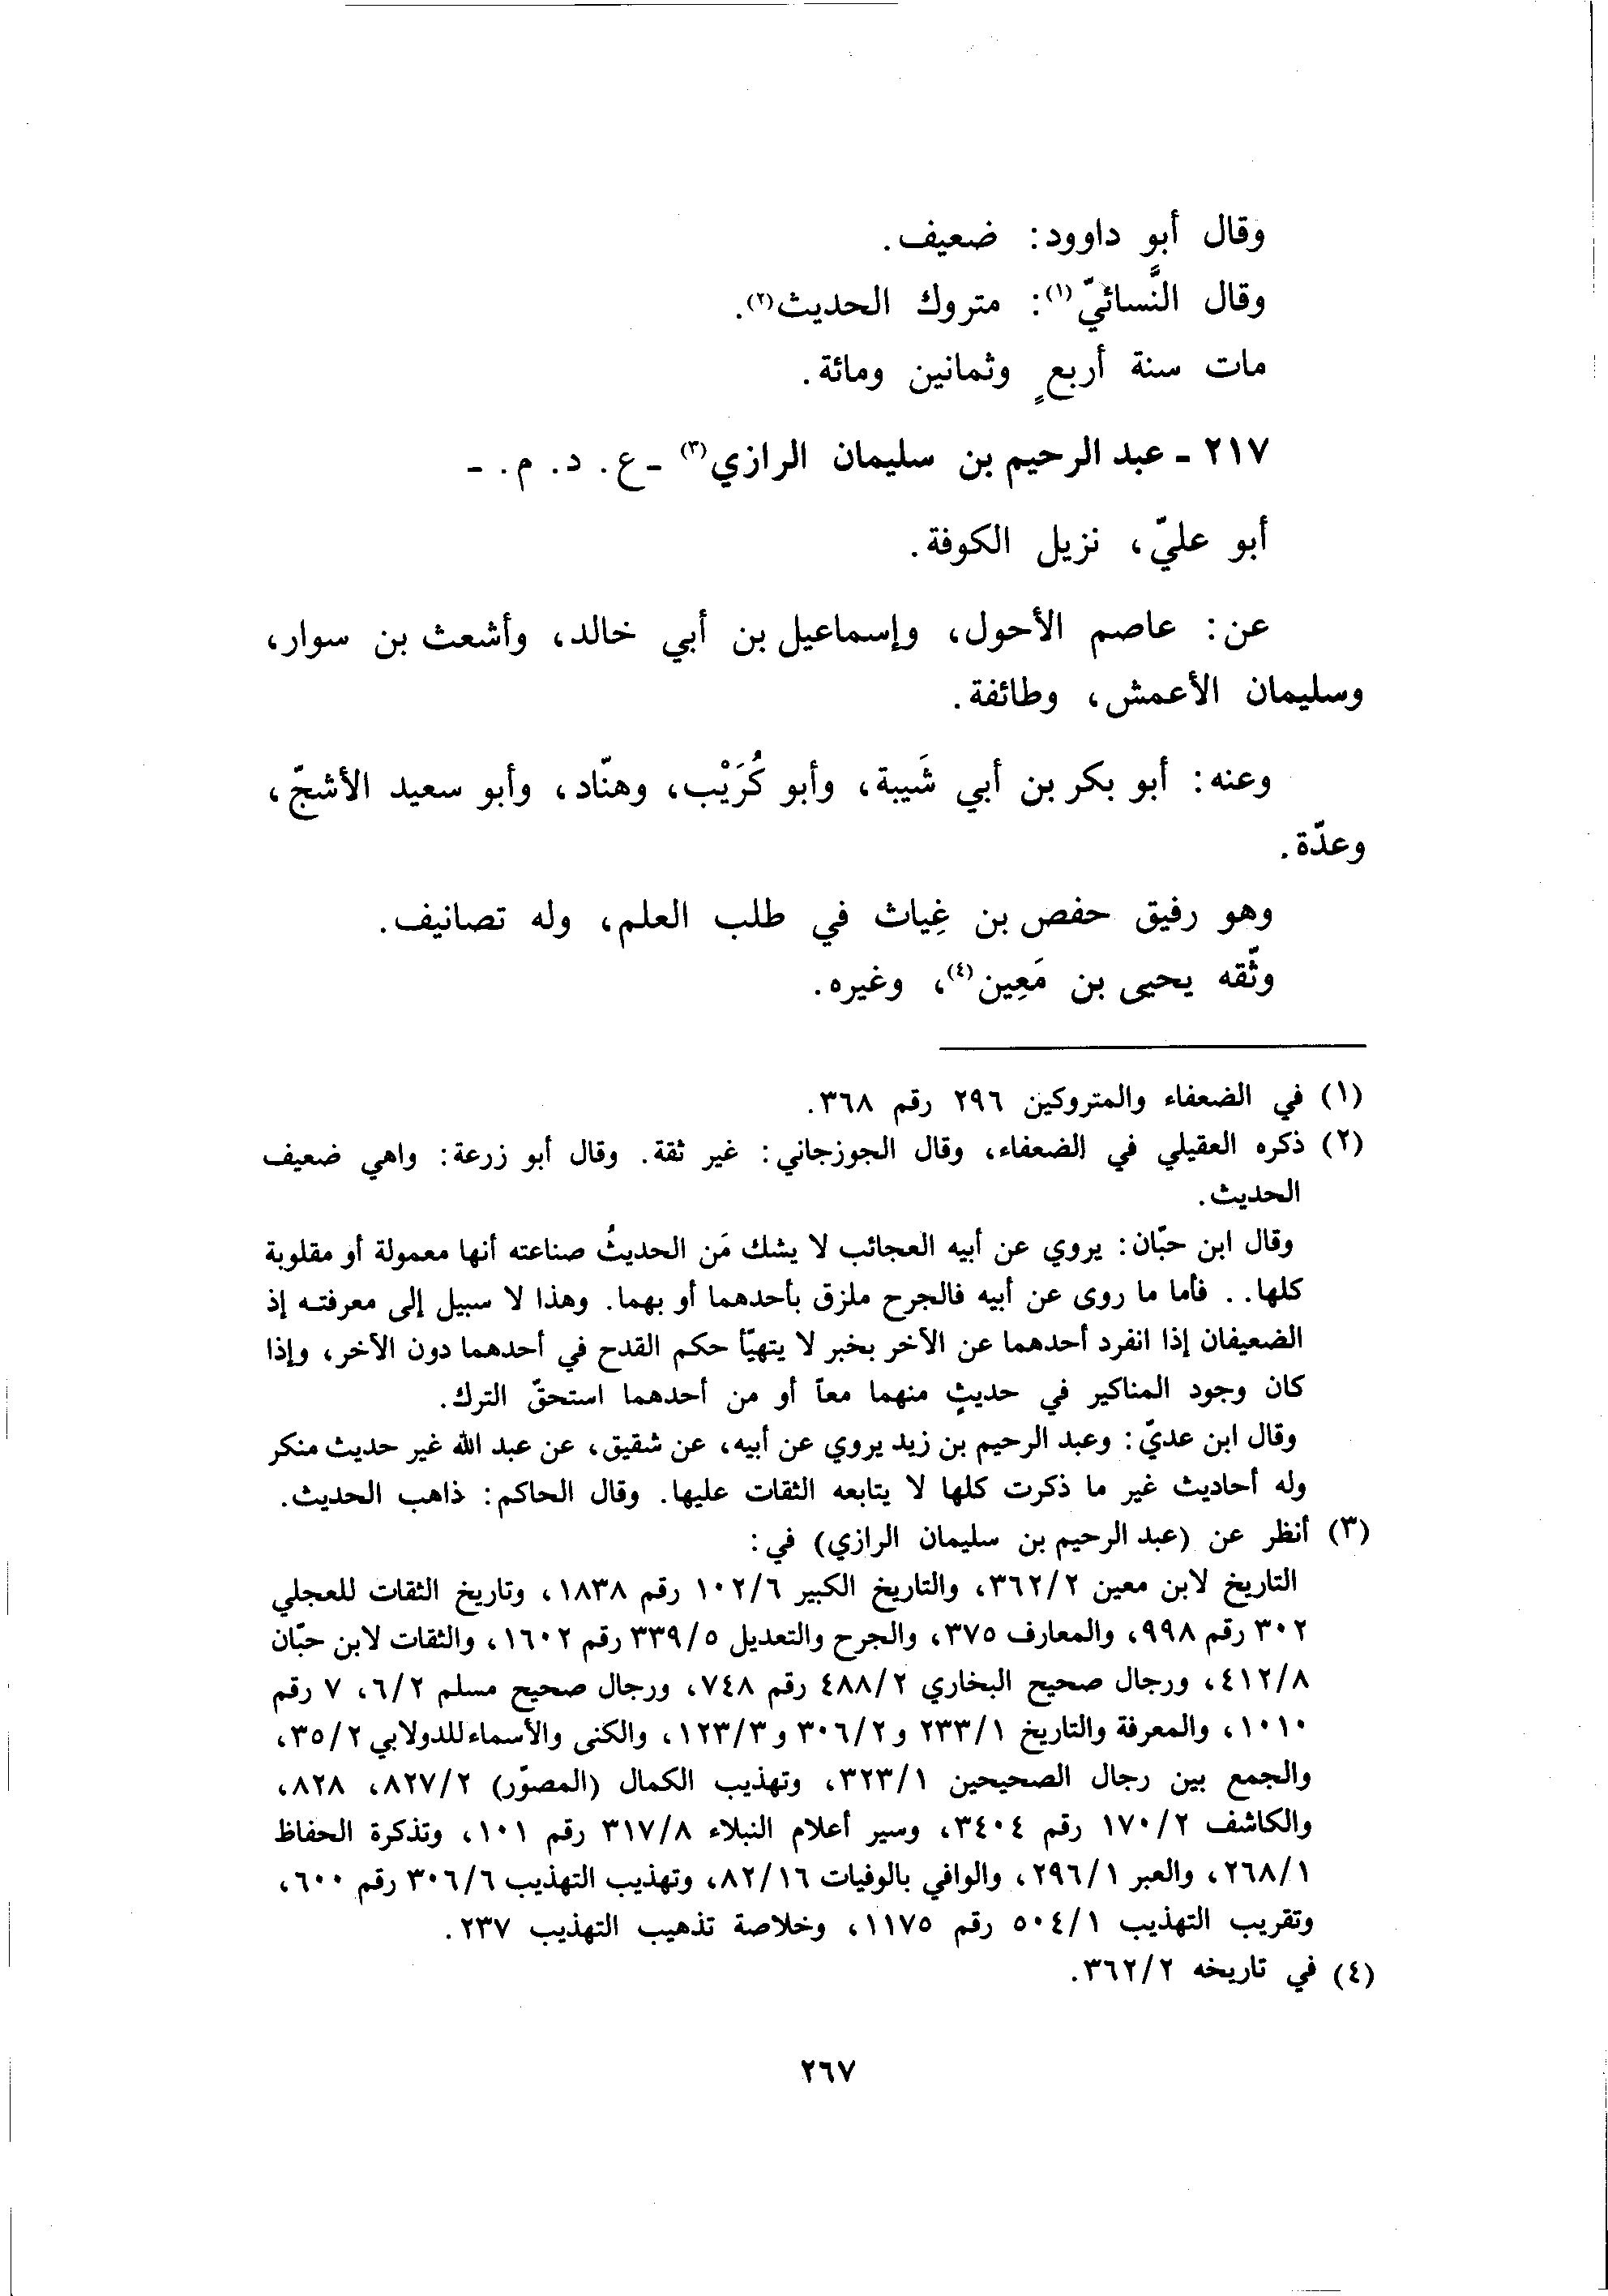 وقال أبو داوود: ضعيف.
وقال النَّسائيّ(١): متروك الحديث(٢).
مات سنة أربعٍ وثمانين ومائة.
٢١٧ - عبد الرحيم بن سليمان الرازي(٣) - ع. د. م. -
أبو عليّ، نزيل الكوفة.
عن: عاصم الأحول، وإسماعيل بن أبي خالد، وأشعث بن سوار،
وسليمان الأعمش، وطائفة.
وعنه: أبو بكر بن أبي شَيبة، وأبو كُرَيْب، وهنّاد، وأبو سعيد الأشجّ،
وعدّة.
وهو رفيق حفص بن غِياث في طلب العلم، وله تصانيف.
وثّقه يحيى بن مَعِين(٤)، وغيره.
(١) في الضعفاء والمتروكين ٢٩٦ رقم ٣٦٨.
(٢) ذكره العقيلي في الضعفاء، وقال الجوزجاني: غير ثقة. وقال أبو زرعة: واهي ضعيف
الحديث.
وقال ابن حبّان: يروي عن أبيه العجائب لا يشك مَن الحديثُ صناعته أنها معمولة أو مقلوبة
كلها.. فأما ما روى عن أبيه فالجرح ملزق بأحدهما أو بهما. وهذا لا سبيل إلى معرفته إذ
الضعيفان إذا انفرد أحدهما عن الآخر بخبر لا يتهيّأ حكم القدح في أحدهما دون الآخر، وإذا
كان وجود المناكير في حديثٍ منهما معاً أو من أحدهما استحقّ الترك.
وقال ابن عديّ: وعبد الرحيم بن زيد يروي عن أبيه، عن شقيق، عن عبد الله غير حديث منكر
وله أحاديث غير ما ذكرت كلها لا يتابعه الثقات عليها. وقال الحاكم: ذاهب الحديث.
(٣) أنظر عن (عبد الرحيم بن سليمان الرازي) في:
التاريخ لابن معين ٣٦٢/٢، والتاريخ الكبير ١٠٢/٦ رقم ١٨٣٨، وتاريخ الثقات للعجلي
٣٠٢ رقم ٩٩٨، والمعارف ٣٧٥، والجرح والتعديل ٣٣٩/٥ رقم ١٦٠٢، والثقات لابن حبّان
٤١٢/٨، ورجال صحيح البخاري ٤٨٨/٢ رقم ٧٤٨، ورجال صحيح مسلم ٦/٢، ٧ رقم
١٠١٠، والمعرفة والتاريخ ٢٣٣/١ و٣٠٦/٢ و١٢٣/٣، والكنى والأسماء للدولابي ٣٥/٢،
والجمع بين رجال الصحيحين ٣٢٣/١، وتهذيب الكمال (المصوّر) ٨٢٧/٢، ٨٢٨،
والكاشف ١٧٠/٢ رقم ٣٤٠٤، وسير أعلام النبلاء ٣١٧/٨ رقم ١٠١، وتذكرة الحفاظ
٢٦٨/١، والعبر ٢٩٦/١، والوافي بالوفيات ٨٢/١٦، وتهذيب التهذيب ٣٠٦/٦ رقم ٦٠٠،
وتقريب التهذيب ٥٠٤/١ رقم ١١٧٥، وخلاصة تذهيب التهذيب ٢٣٧.
(٤) في تاريخه ٣٦٢/٢.
٢٦٧